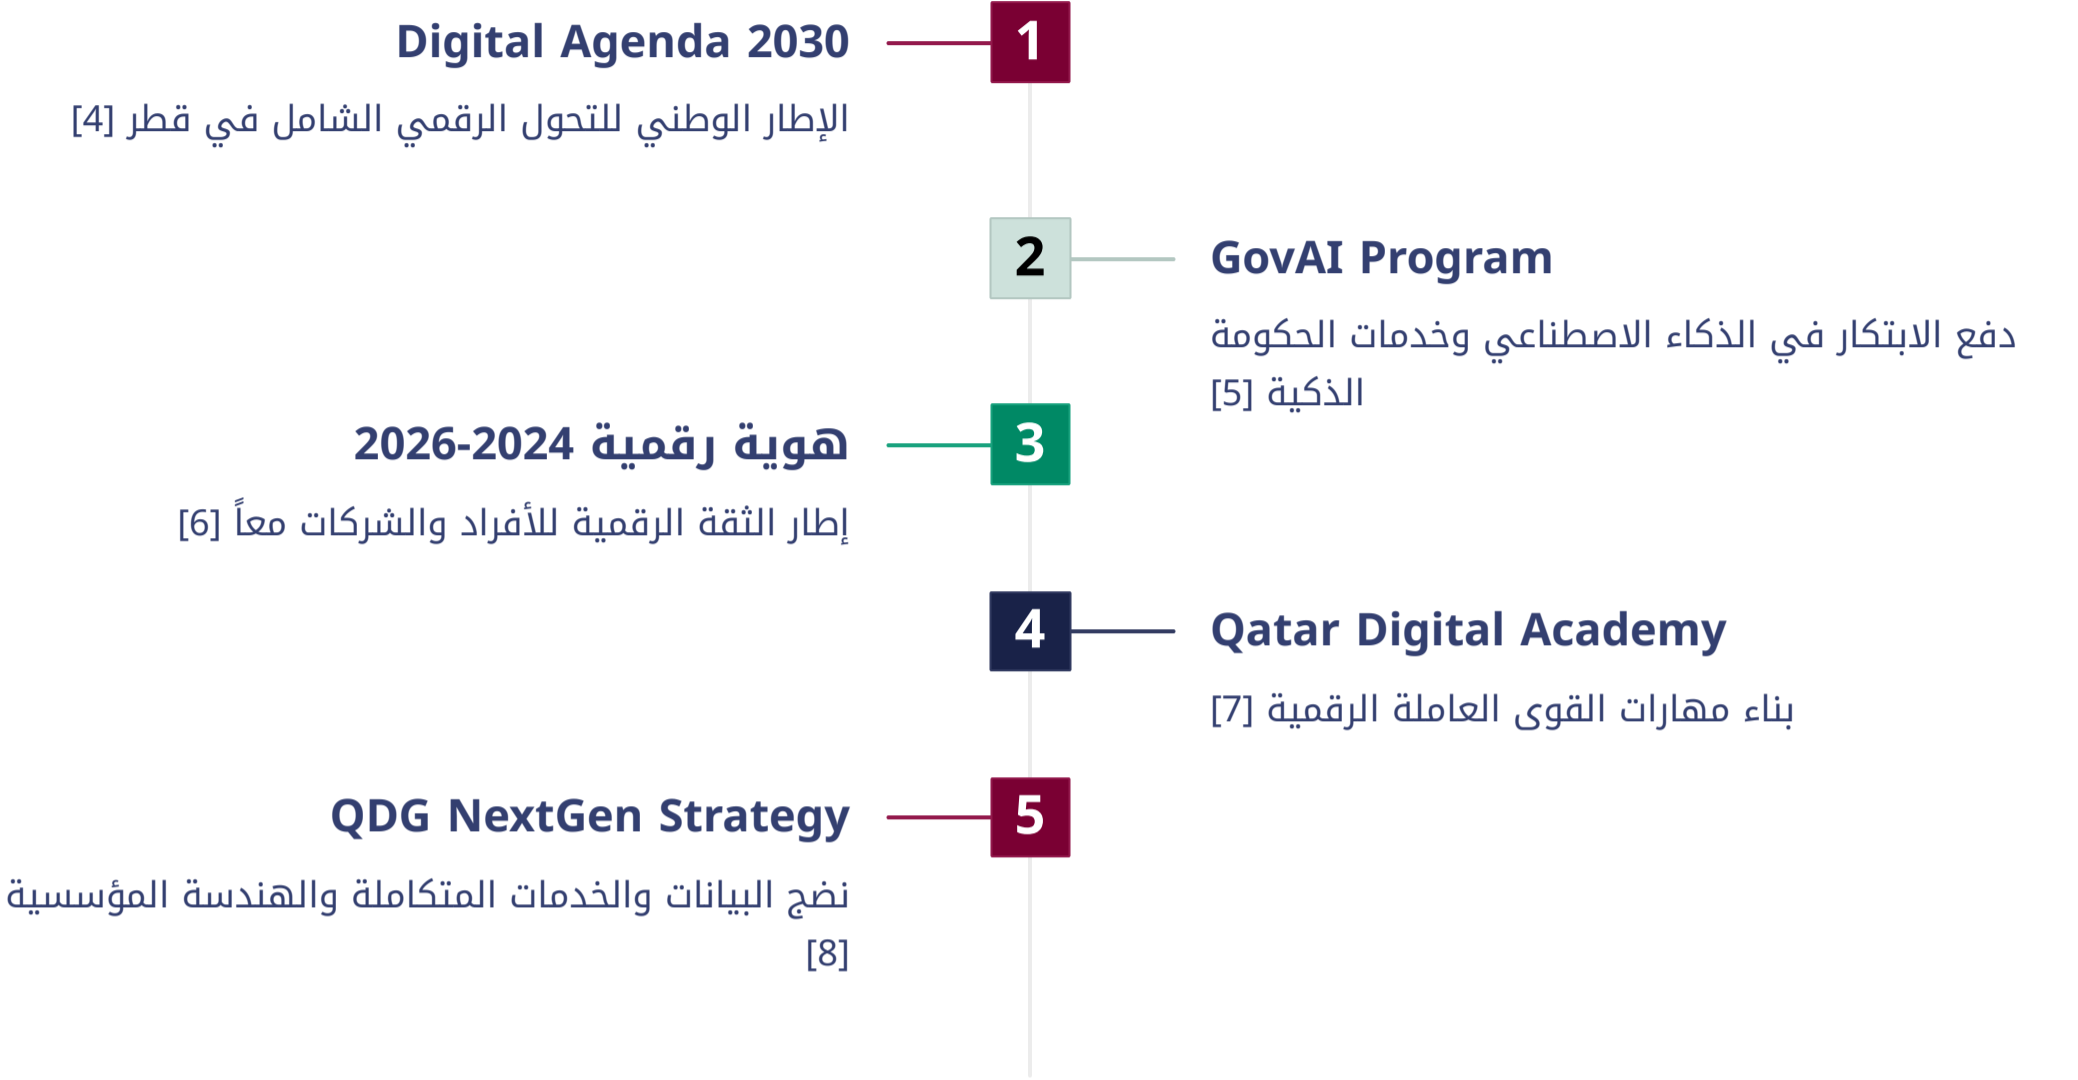 1
Digital Agenda 2030
الإطار الوطني للتحول الرقمي الشامل في قطر [4]
2
GovAI Program
دفع الابتكار في الذكاء الاصطناعي وخدمات الحكومة
الذكية [5]
3
هوية رقمية 2024-2026
إطار الثقة الرقمية للأفراد والشركات معاً [6]
4
Qatar Digital Academy
بناء مهارات القوى العاملة الرقمية [7]
5
QDG NextGen Strategy
نضج البيانات والخدمات المتكاملة والهندسة المؤسسية
[8]